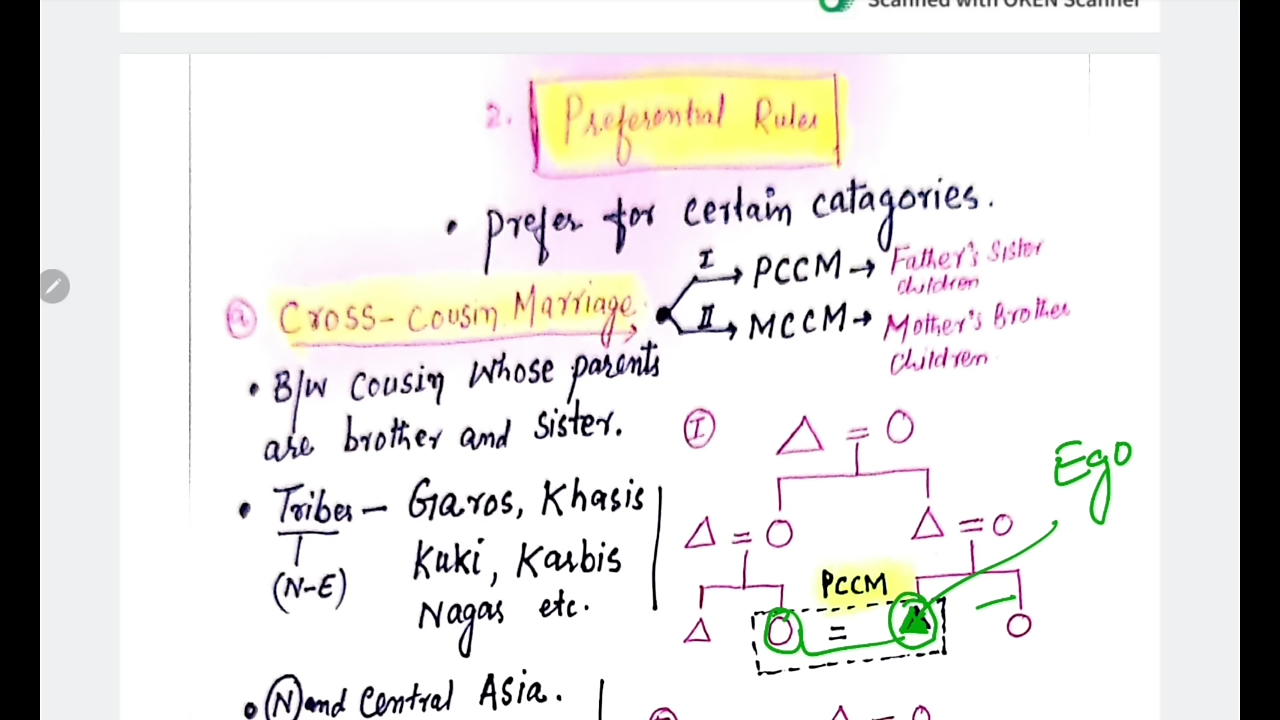 Scanned with OKEN Scanner
2. Preferential Rules
• Prefer for certain catagories.
I → PCCM → Father's Sister
children
ⓐ Cross-Cousin Marriage
II → MCCM → Mother's Brother
children
• B/W Cousin Whose parents
are brother and sister.
Ⓘ
Ego
• Tribes – Garos, Khasis
(N-E) Kuki, Karbis
Nagas etc.
PCCM
• Ⓝ and Central Asia.